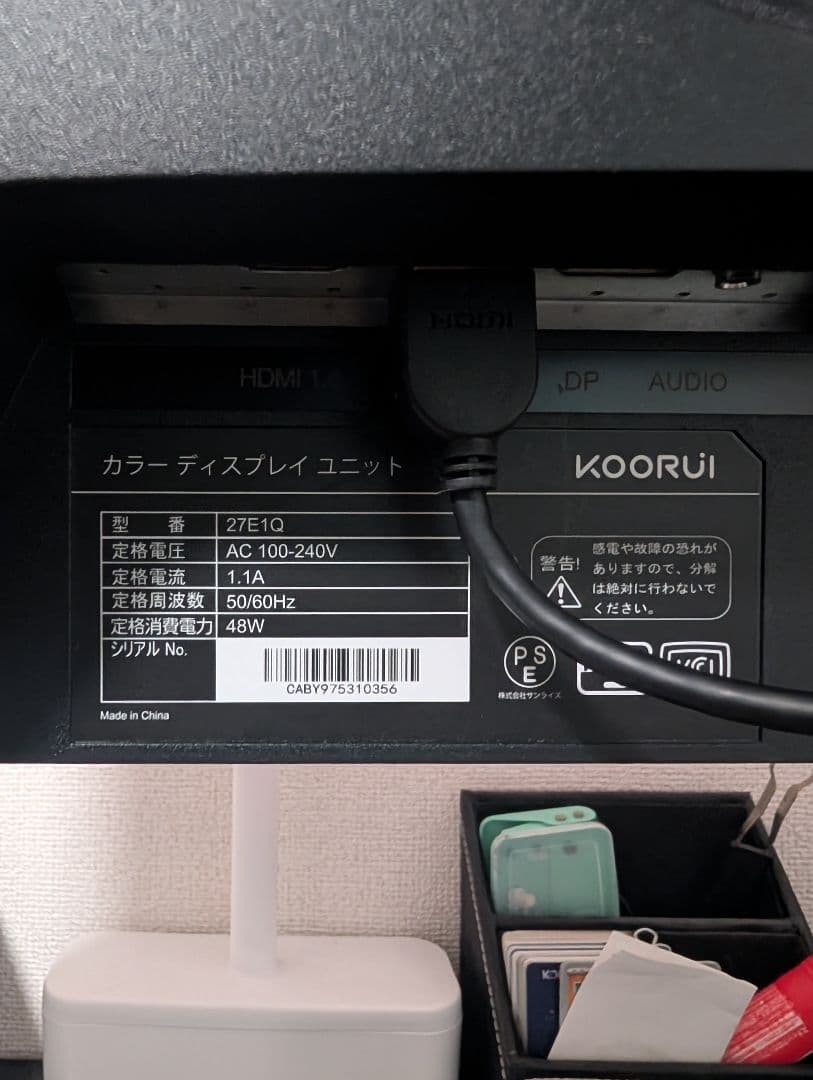 HDMI
HDMI 1.
DP
AUDIO
カラー ディスプレイ ユニット
KOORUI
型 番 27E1Q
定格電圧 AC 100-240V
定格電流 1.1A
定格周波数 50/60Hz
定格消費電力 48W
シリアル No.
CABY975310356
Made in China
警告!
感電や故障の恐れが
ありますので、分解
は絶対に行わないで
ください。
PS
E
株式会社サンライズ